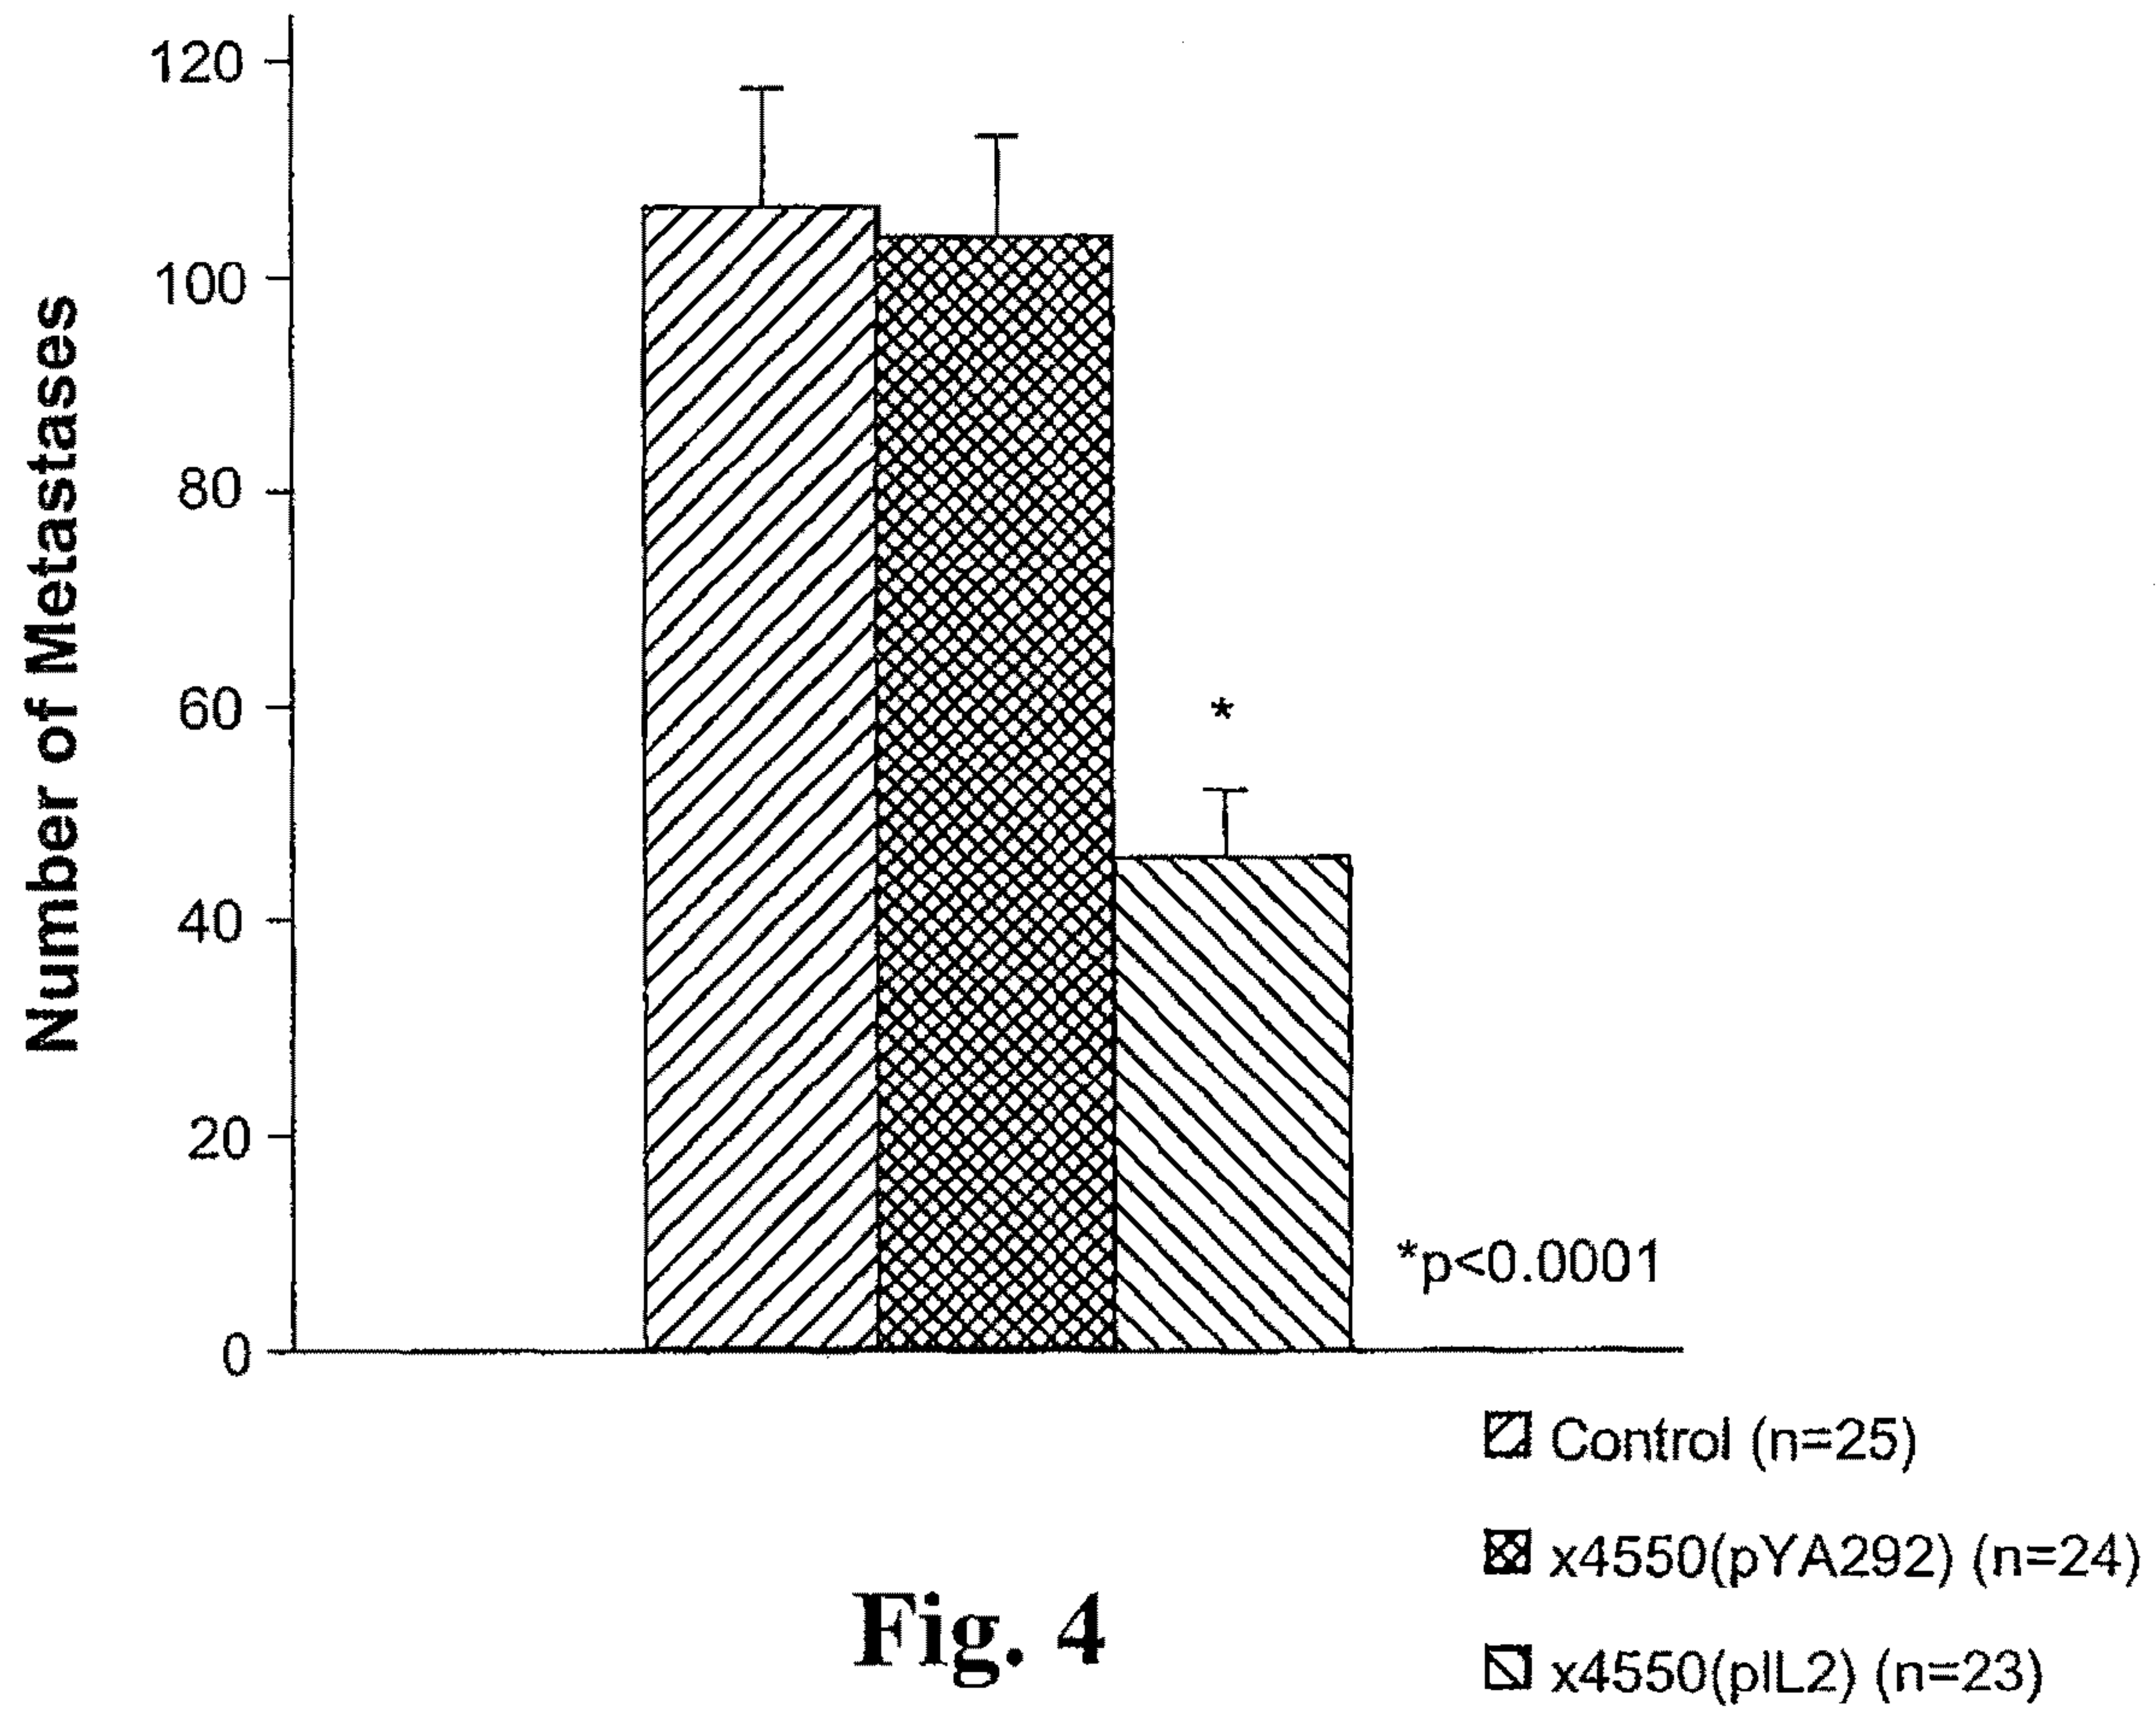 Number of Metastases
120
100
80
60
40
20
0
*
*p<0.0001
Control (n=25)
x4550(pYA292) (n=24)
x4550(pIL2) (n=23)
Fig. 4